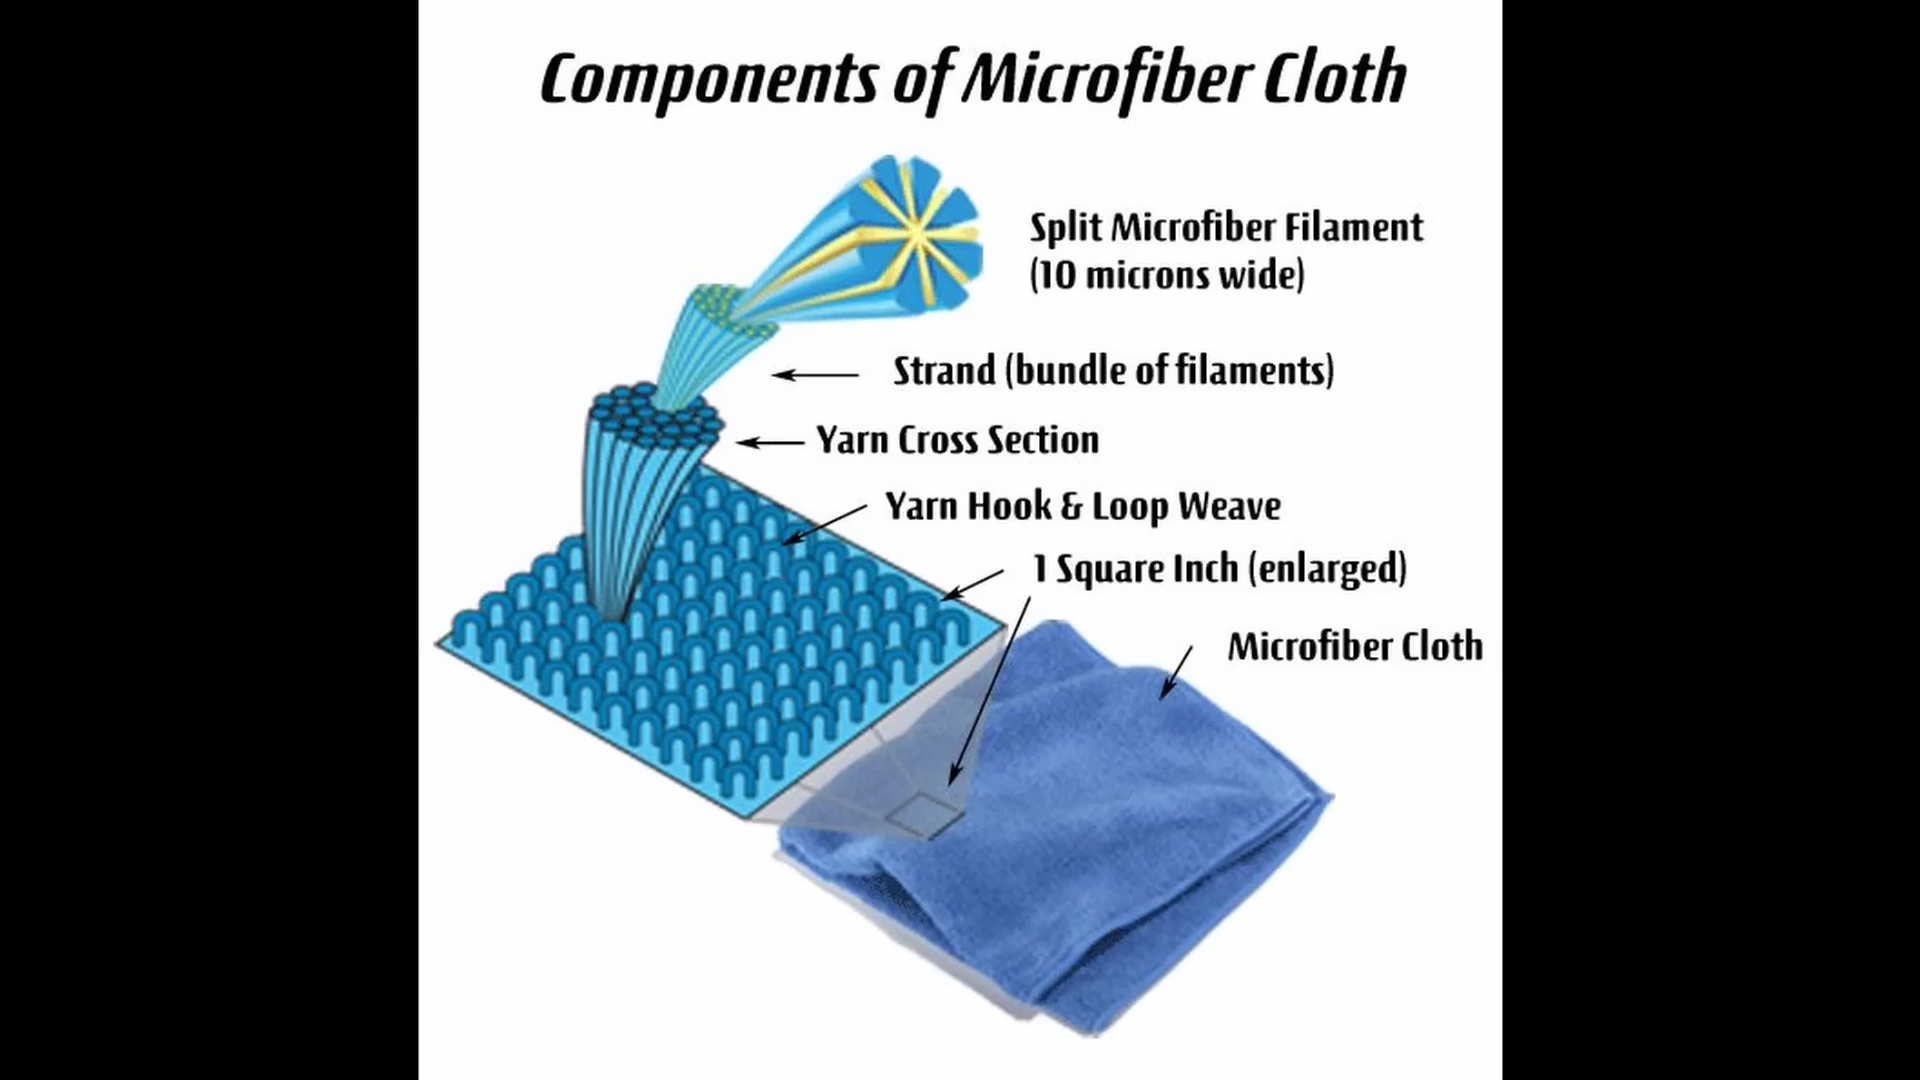 Components of Microfiber Cloth
Split Microfiber Filament
(10 microns wide)
Strand (bundle of filaments)
Yarn Cross Section
Yarn Hook & Loop Weave
1 Square Inch (enlarged)
Microfiber Cloth